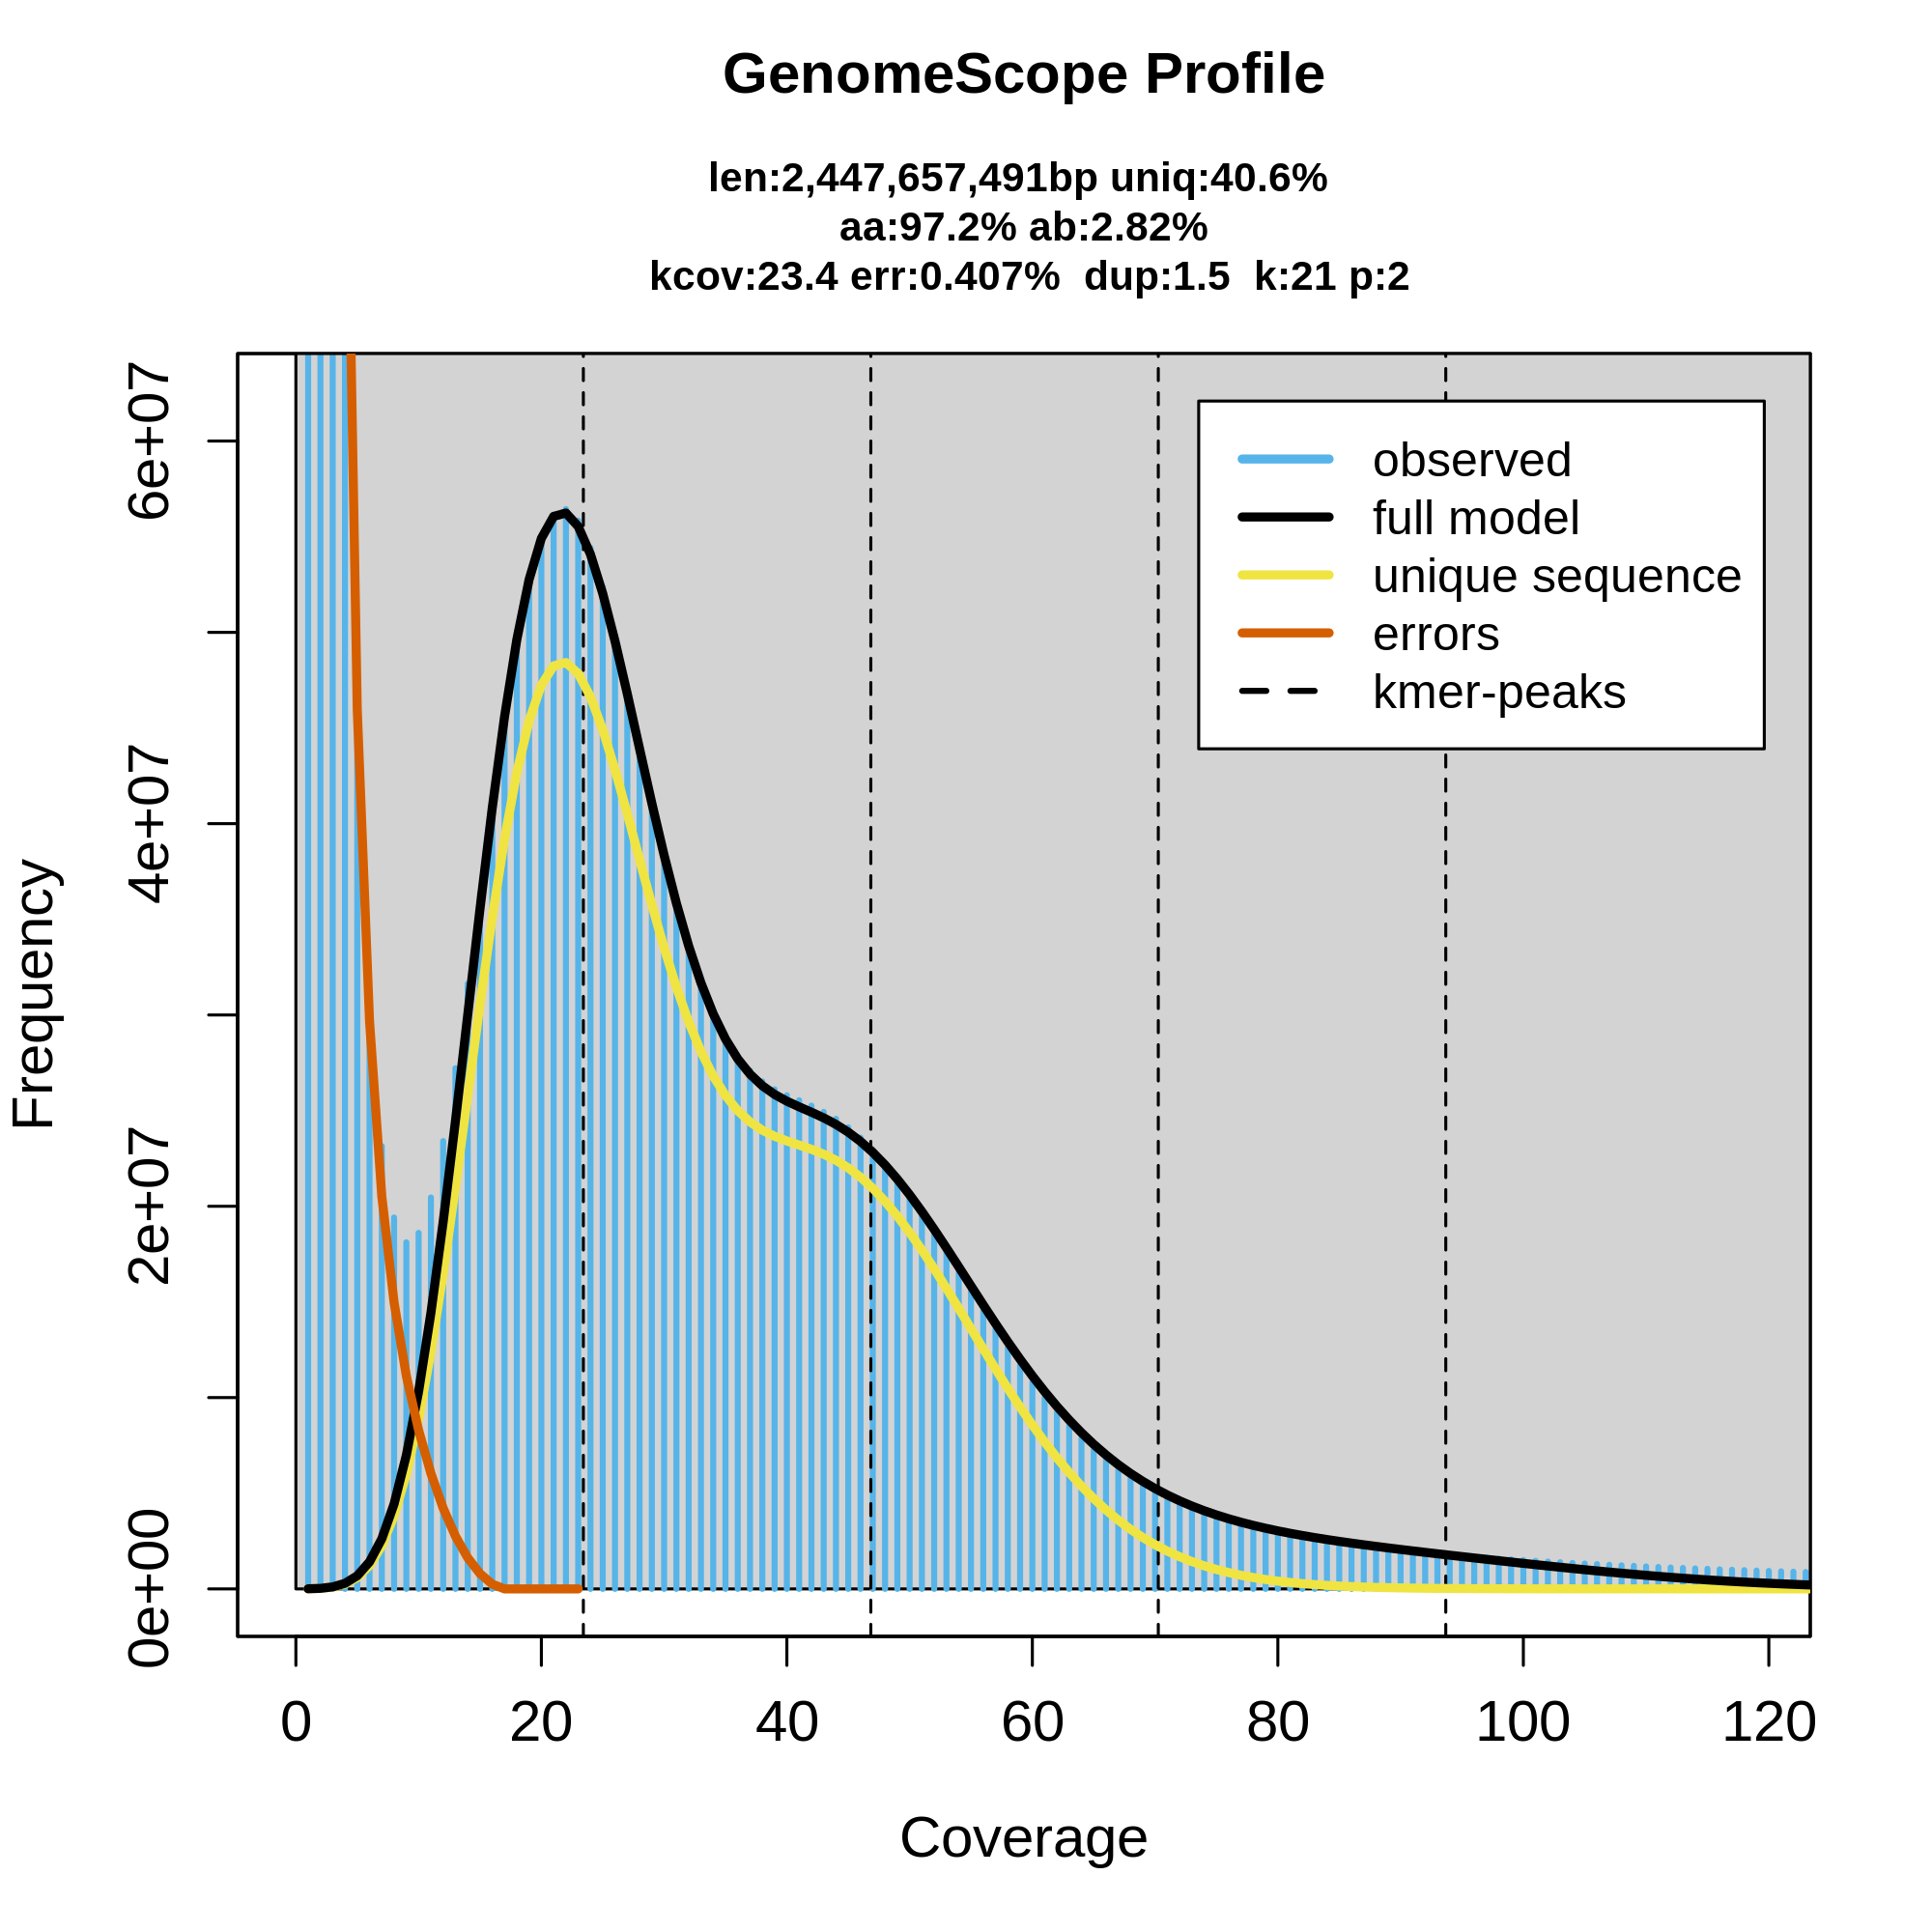 GenomeScope Profile
len:2,447,657,491bp uniq:40.6%
aa:97.2% ab:2.82%
kcov:23.4 err:0.407%  dup:1.5  k:21 p:2
6e+07
4e+07
2e+07
0e+00
Frequency
observed
full model
unique sequence
errors
kmer-peaks
0 20 40 60 80 100 120
Coverage